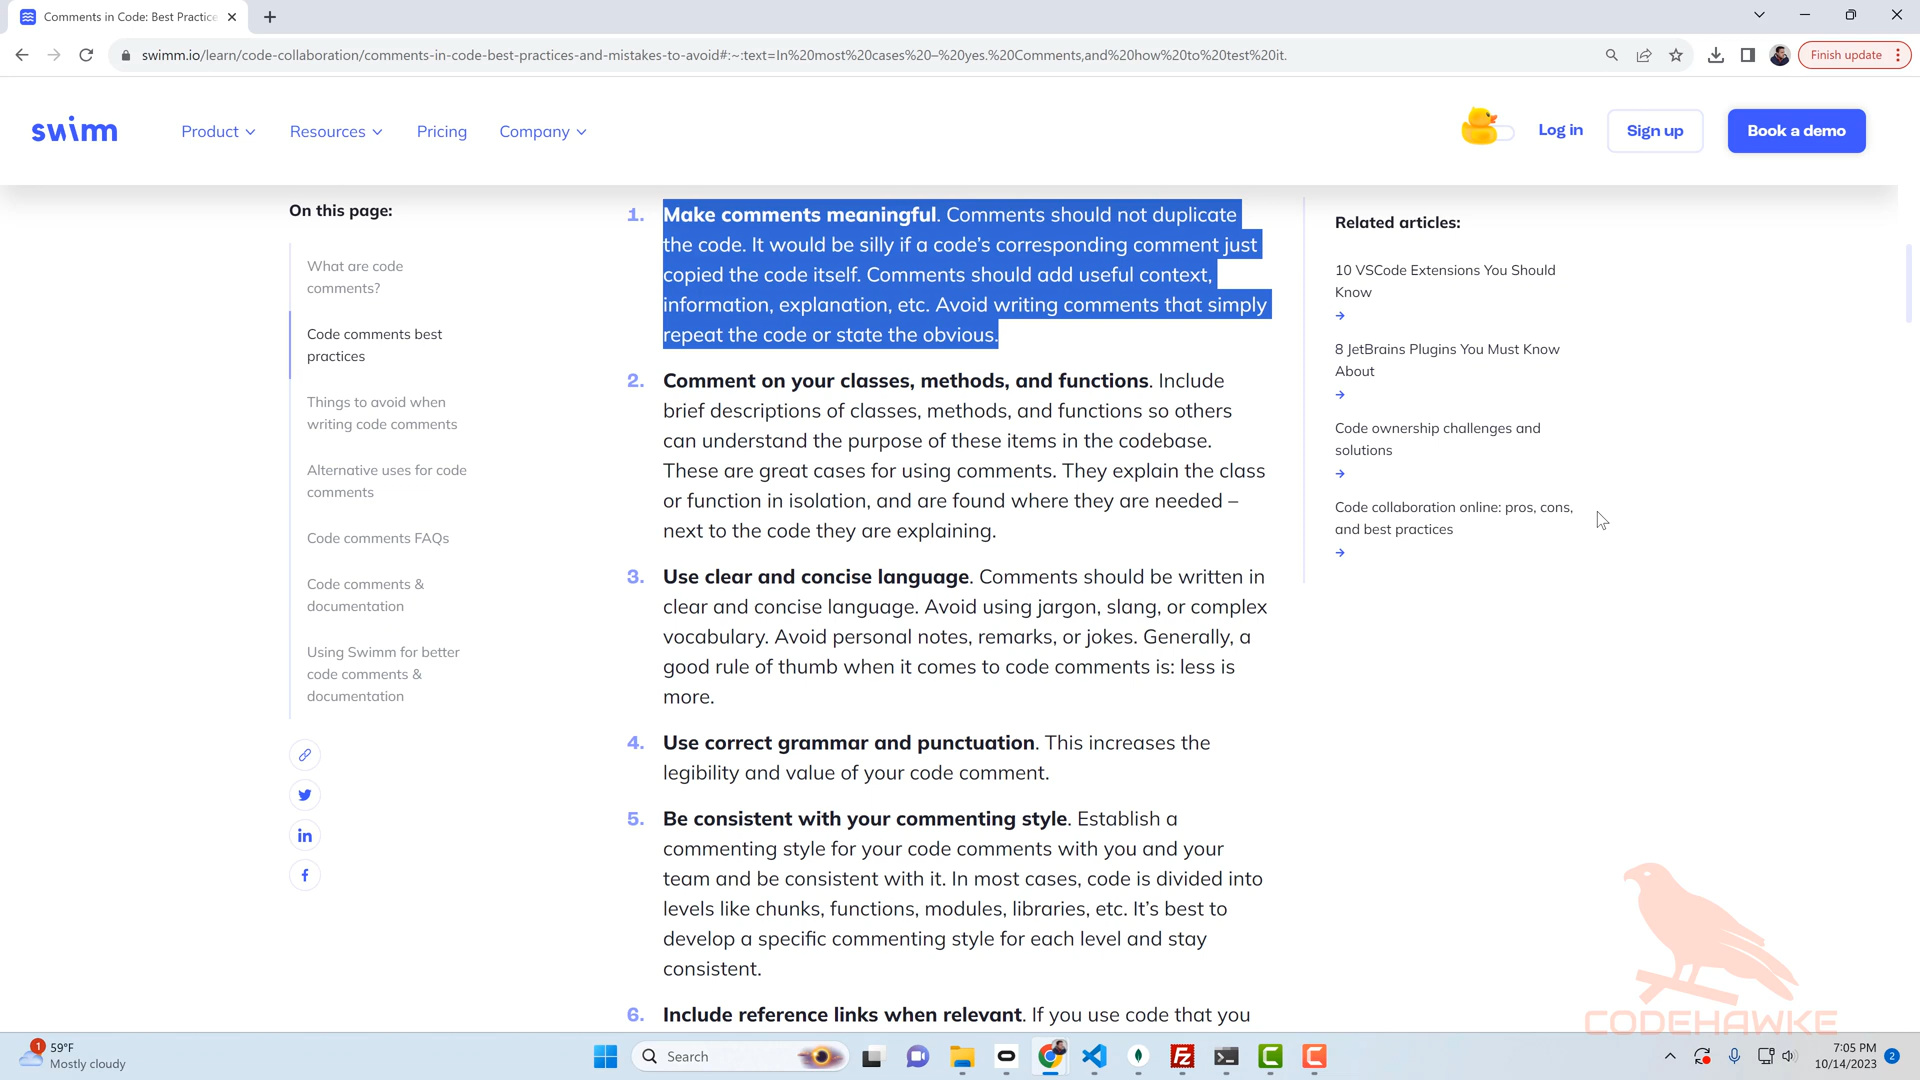 Comments in Code: Best Practice
swimm.io/learn/code-collaboration/comments-in-code-best-practices-and-mistakes-to-avoid#:~:text=In%20most%20cases%20–%20yes.%20Comments,and%20how%20to%20test%20it.
Finish update
swimm
Product
Resources
Pricing
Company
Log in
Sign up
Book a demo
On this page:
What are code
comments?
Code comments best
practices
Things to avoid when
writing code comments
Alternative uses for code
comments
Code comments FAQs
Code comments &
documentation
Using Swimm for better
code comments &
documentation
1. Make comments meaningful. Comments should not duplicate
the code. It would be silly if a code’s corresponding comment just
copied the code itself. Comments should add useful context,
information, explanation, etc. Avoid writing comments that simply
repeat the code or state the obvious.
2. Comment on your classes, methods, and functions. Include
brief descriptions of classes, methods, and functions so others
can understand the purpose of these items in the codebase.
These are great cases for using comments. They explain the class
or function in isolation, and are found where they are needed –
next to the code they are explaining.
3. Use clear and concise language. Comments should be written in
clear and concise language. Avoid using jargon, slang, or complex
vocabulary. Avoid personal notes, remarks, or jokes. Generally, a
good rule of thumb when it comes to code comments is: less is
more.
4. Use correct grammar and punctuation. This increases the
legibility and value of your code comment.
5. Be consistent with your commenting style. Establish a
commenting style for your code comments with you and your
team and be consistent with it. In most cases, code is divided into
levels like chunks, functions, modules, libraries, etc. It’s best to
develop a specific commenting style for each level and stay
consistent.
6. Include reference links when relevant. If you use code that you
Related articles:
10 VSCode Extensions You Should
Know
8 JetBrains Plugins You Must Know
About
Code ownership challenges and
solutions
Code collaboration online: pros, cons,
and best practices
CODEHAWKE
1
59°F
Mostly cloudy
Search
7:05 PM
10/14/2023
2